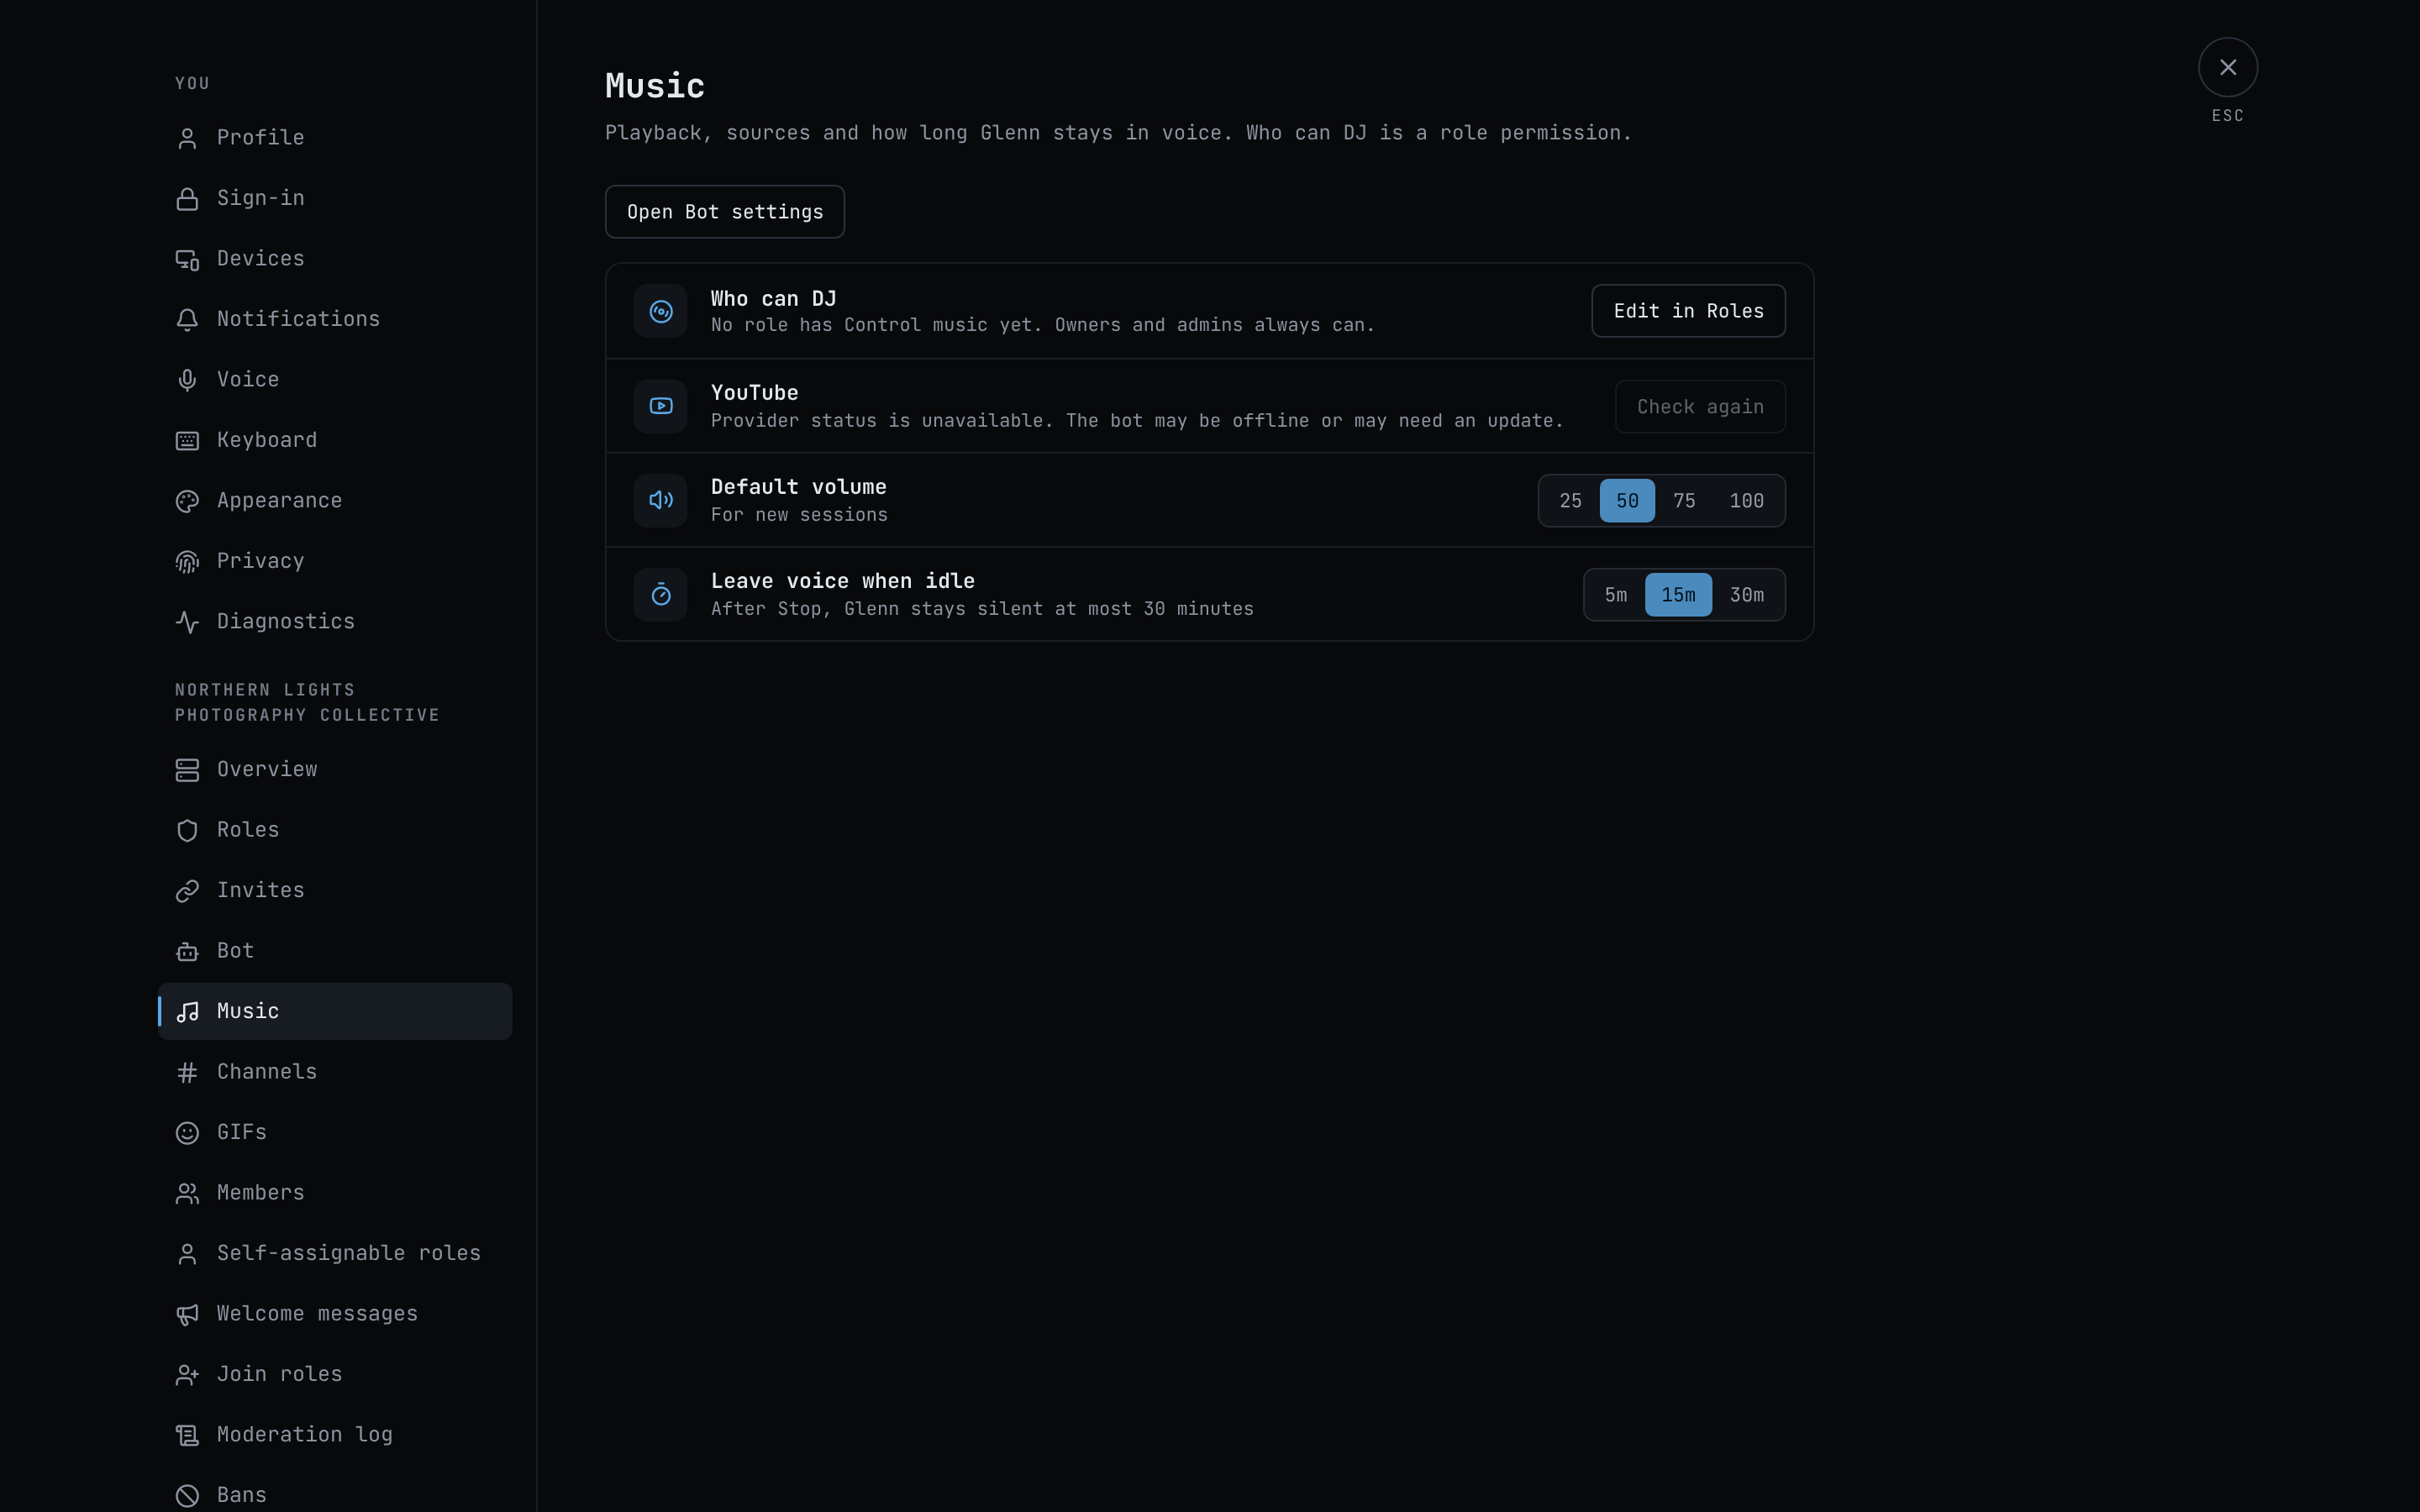 YOU
Profile
Sign-in
Devices
Notifications
Voice
Keyboard
Appearance
Privacy
Diagnostics
NORTHERN LIGHTS
PHOTOGRAPHY COLLECTIVE
Overview
Roles
Invites
Bot
Music
Channels
GIFs
Members
Self-assignable roles
Welcome messages
Join roles
Moderation log
Bans
Music
Playback, sources and how long Glenn stays in voice. Who can DJ is a role permission.
Open Bot settings
Who can DJ
No role has Control music yet. Owners and admins always can.
Edit in Roles
YouTube
Provider status is unavailable. The bot may be offline or may need an update.
Check again
Default volume
For new sessions
25 50 75 100
Leave voice when idle
After Stop, Glenn stays silent at most 30 minutes
5m 15m 30m
ESC